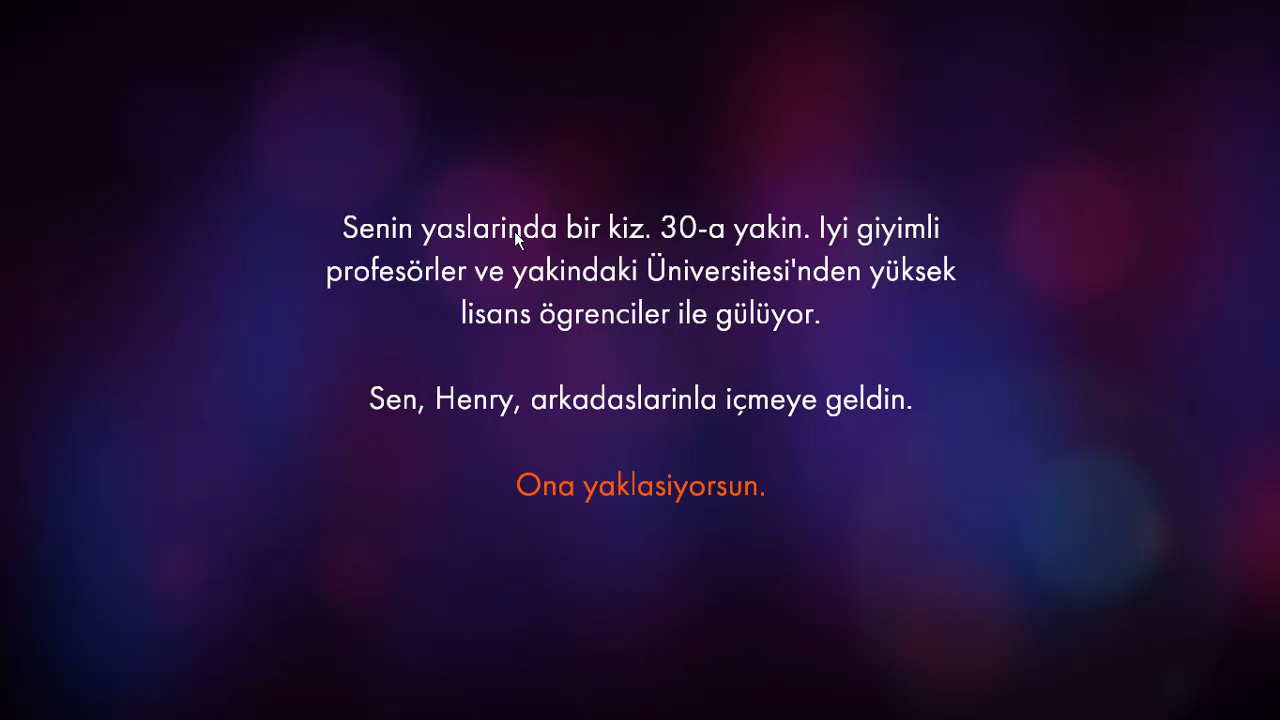 Senin yaslarinda bir kiz. 30-a yakin. Iyi giyimli
profesörler ve yakindaki Üniversitesi'nden yüksek
lisans ögrenciler ile gülüyor.
Sen, Henry, arkadaslarinla içmeye geldin.
Ona yaklasiyorsun.